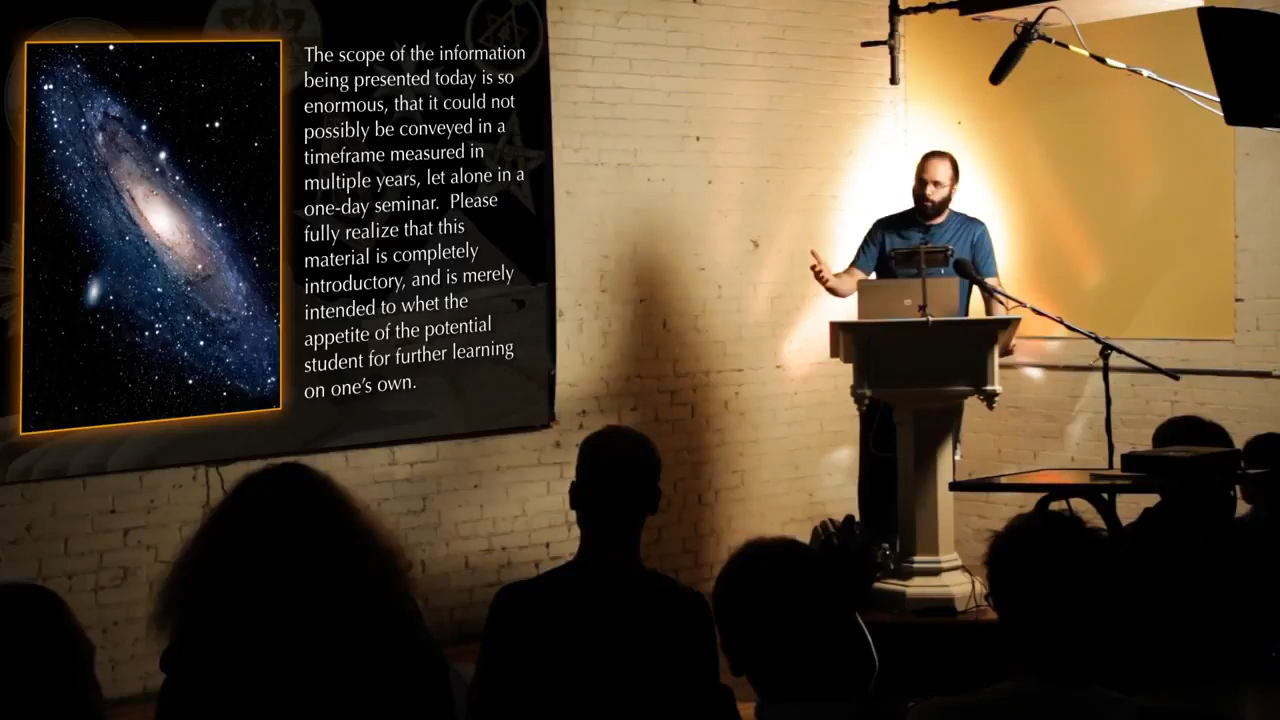 The scope of the information
being presented today is so
enormous, that it could not
possibly be conveyed in a
timeframe measured in
multiple years, let alone in a
one-day seminar.  Please
fully realize that this
material is completely
introductory, and is merely
intended to whet the
appetite of the potential
student for further learning
on one’s own.